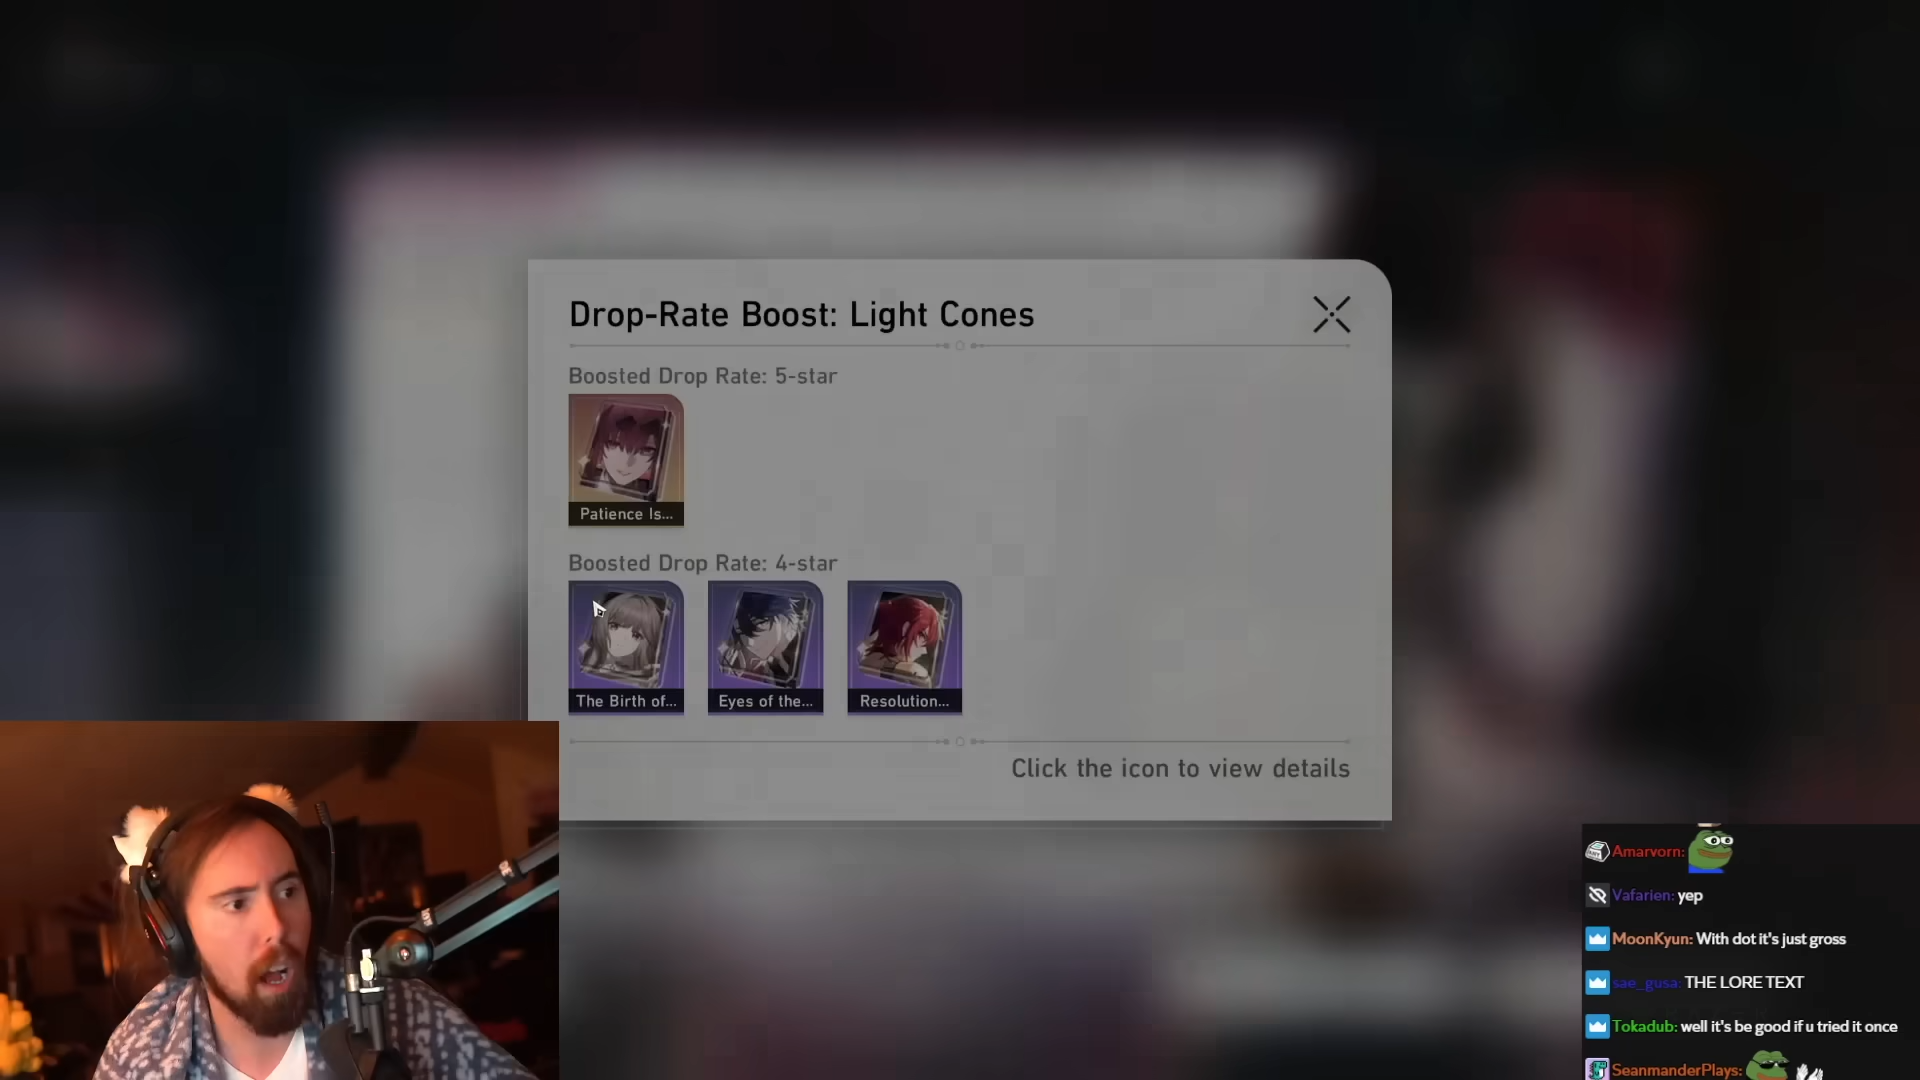 Drop-Rate Boost: Light Cones
Boosted Drop Rate: 5-star
Patience Is...
Boosted Drop Rate: 4-star
The Birth of...
Eyes of the...
Resolution...
Click the icon to view details
Amarvorn:
Vafarien: yep
MoonKyun: With dot it's just gross
sae_gusa: THE LORE TEXT
Tokadub: well it's be good if u tried it once
SeanmanderPlays: